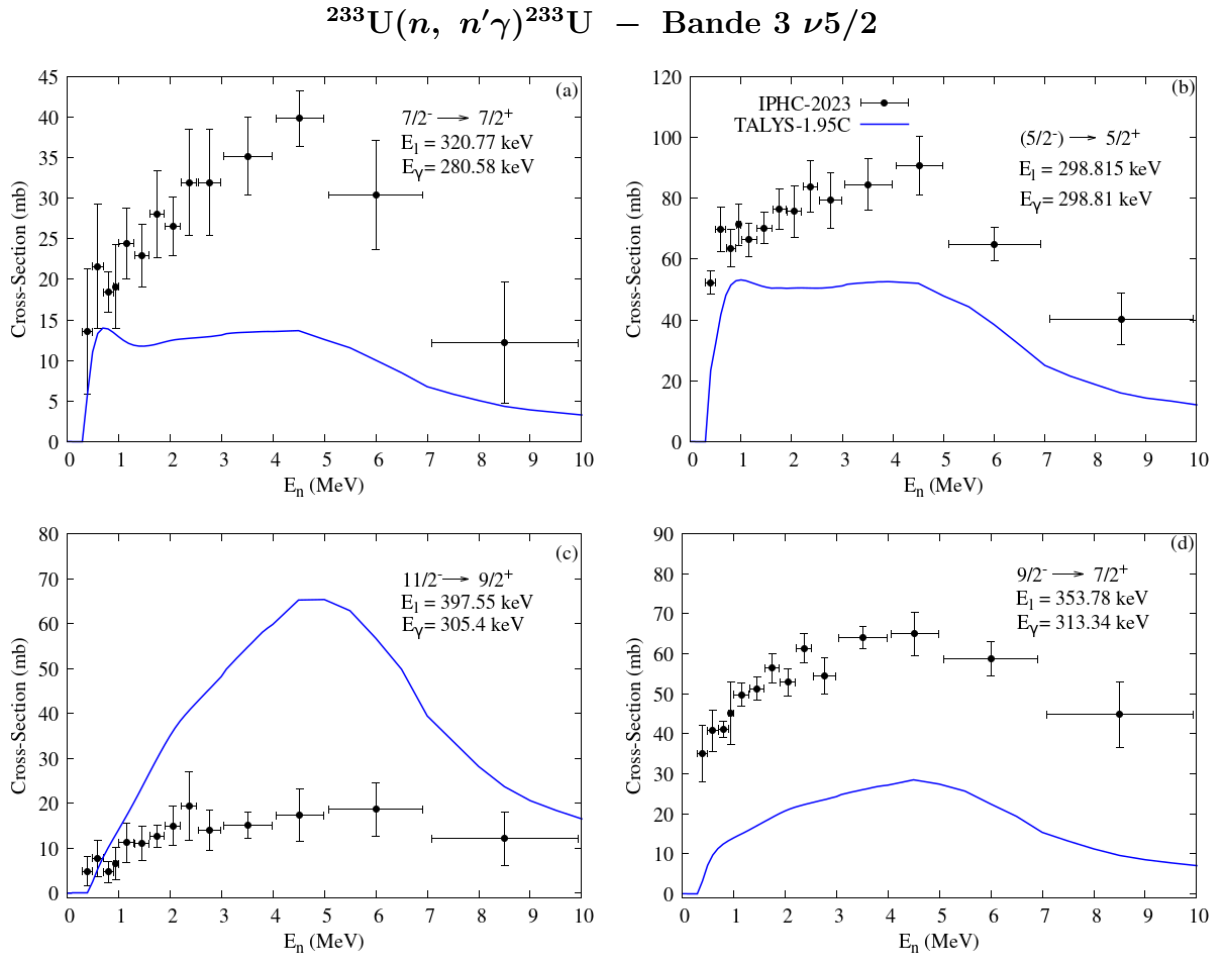 ²³³U(n, n′γ)²³³U – Bande 3 ν5/2
(a)
7/2⁻ → 7/2⁺
E_l = 320.77 keV
E_γ= 280.58 keV
Cross-Section (mb)
45
40
35
30
25
20
15
10
5
0
0 1 2 3 4 5 6 7 8 9 10
E_n (MeV)
(b)
IPHC-2023
TALYS-1.95C
(5/2⁻) → 5/2⁺
E_l = 298.815 keV
E_γ= 298.81 keV
Cross-Section (mb)
120
100
80
60
40
20
0
0 1 2 3 4 5 6 7 8 9 10
E_n (MeV)
(c)
11/2⁻ → 9/2⁺
E_l = 397.55 keV
E_γ= 305.4 keV
Cross-Section (mb)
80
70
60
50
40
30
20
10
0
0 1 2 3 4 5 6 7 8 9 10
E_n (MeV)
(d)
9/2⁻ → 7/2⁺
E_l = 353.78 keV
E_γ= 313.34 keV
Cross-Section (mb)
90
80
70
60
50
40
30
20
10
0
0 1 2 3 4 5 6 7 8 9 10
E_n (MeV)